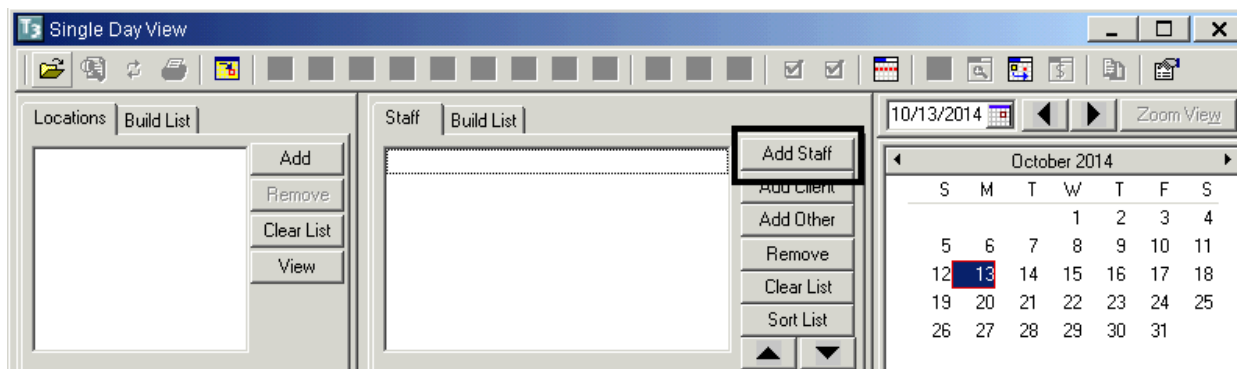 T3 Single Day View
Locations Build List
Add
Remove
Clear List
View
Staff Build List
Add Staff
Add Client
Add Other
Remove
Clear List
Sort List
10/13/2014 Zoom View
October 2014
S M T W T F S
1 2 3 4
5 6 7 8 9 10 11
12 13 14 15 16 17 18
19 20 21 22 23 24 25
26 27 28 29 30 31